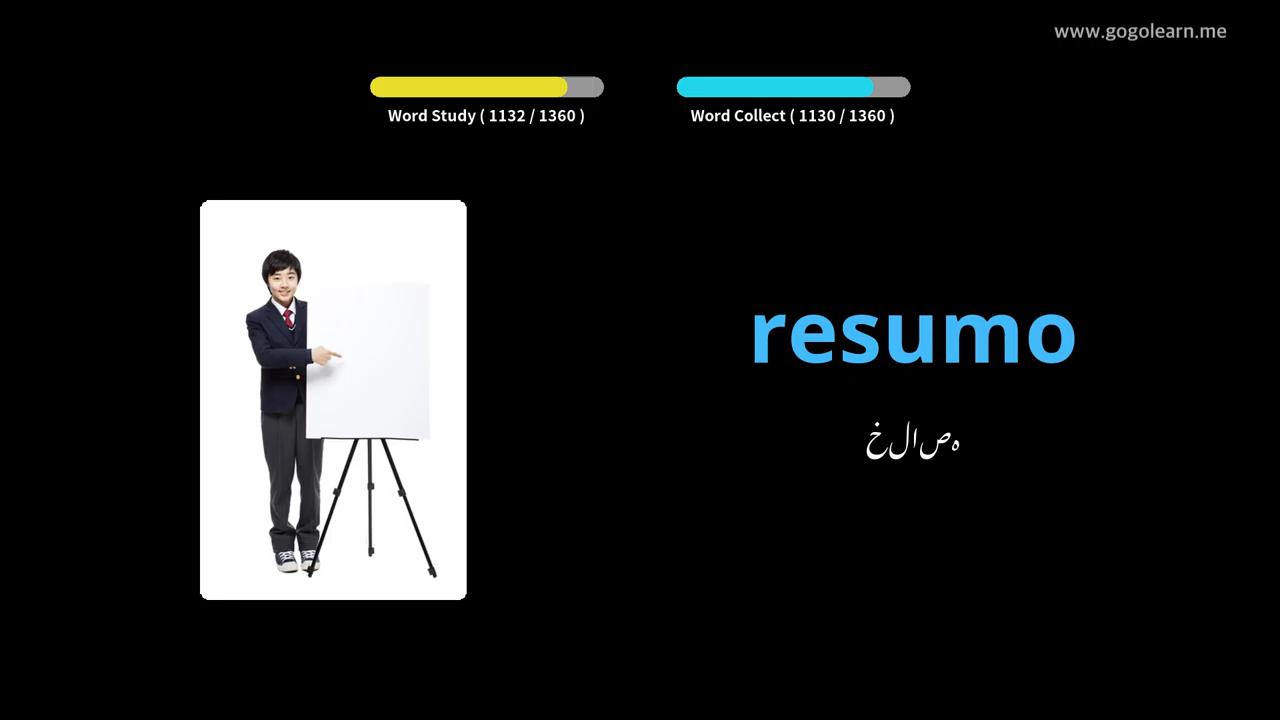 www.gogolearn.me
Word Study ( 1132 / 1360 )
Word Collect ( 1130 / 1360 )
resumo
خلاصہ